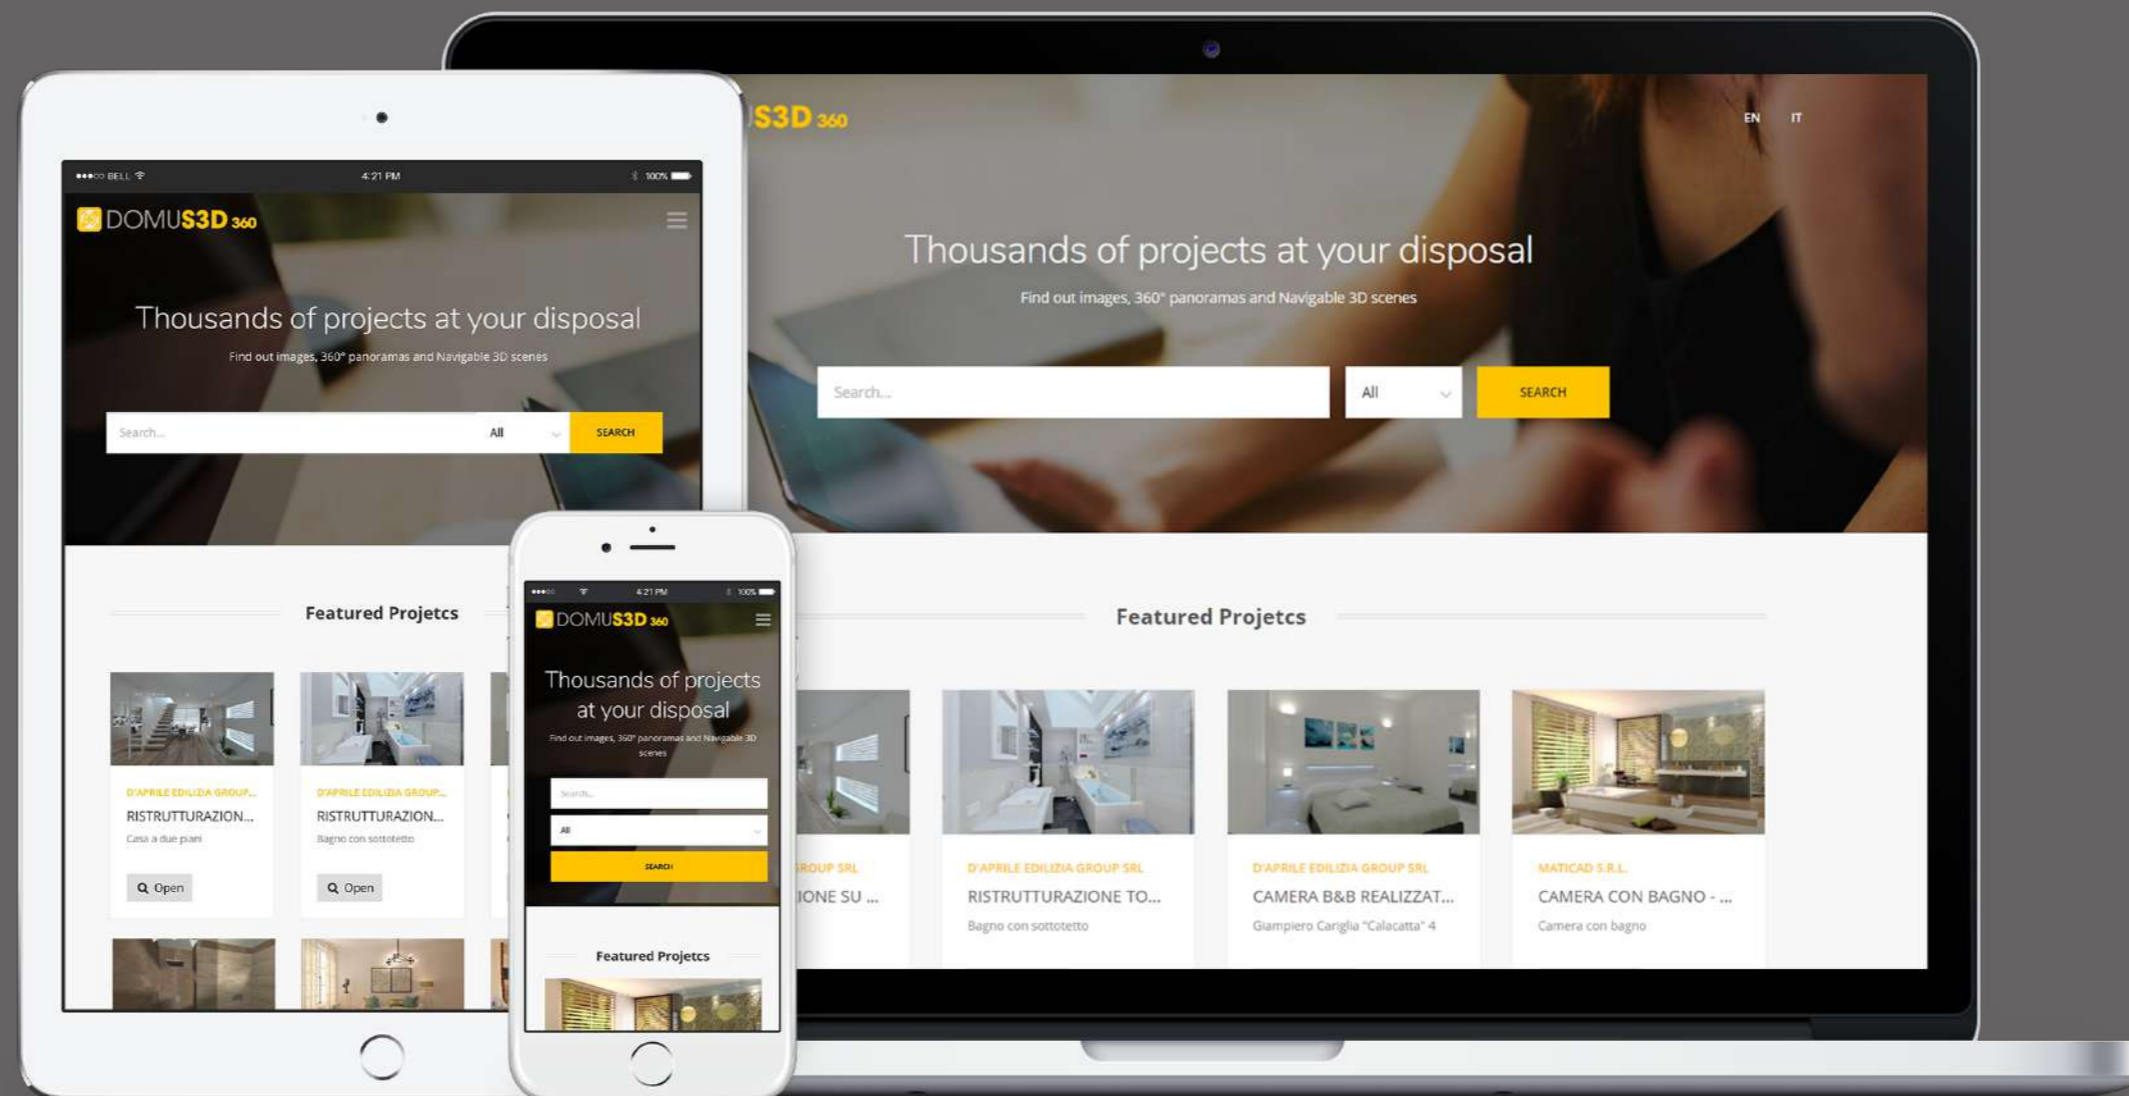 ●●●○○ BELL 4:21 PM 100%
DOMUS3D 360
Thousands of projects at your disposal
Find out images, 360° panoramas and Navigable 3D scenes
Search... All SEARCH
Featured Projetcs
D'APRILE EDILIZIA GROUP...
RISTRUTTURAZION...
Casa a due piani
Open
D'APRILE EDILIZIA GROUP...
RISTRUTTURAZION...
Bagno con sottotetto
Open
4:21 PM 100%
DOMUS3D 360
Thousands of projects
at your disposal
Find out images, 360° panoramas and Navigable 3D
scenes
Search...
All
SEARCH
Featured Projetcs
US3D 360
EN IT
Thousands of projects at your disposal
Find out images, 360° panoramas and Navigable 3D scenes
Search... All SEARCH
Featured Projetcs
GROUP SRL
IONE SU ...
D'APRILE EDILIZIA GROUP SRL
RISTRUTTURAZIONE TO...
Bagno con sottotetto
D'APRILE EDILIZIA GROUP SRL
CAMERA B&B REALIZZAT...
Giampiero Cariglia "Calacatta" 4
MATICAD S.R.L.
CAMERA CON BAGNO - ...
Camera con bagno